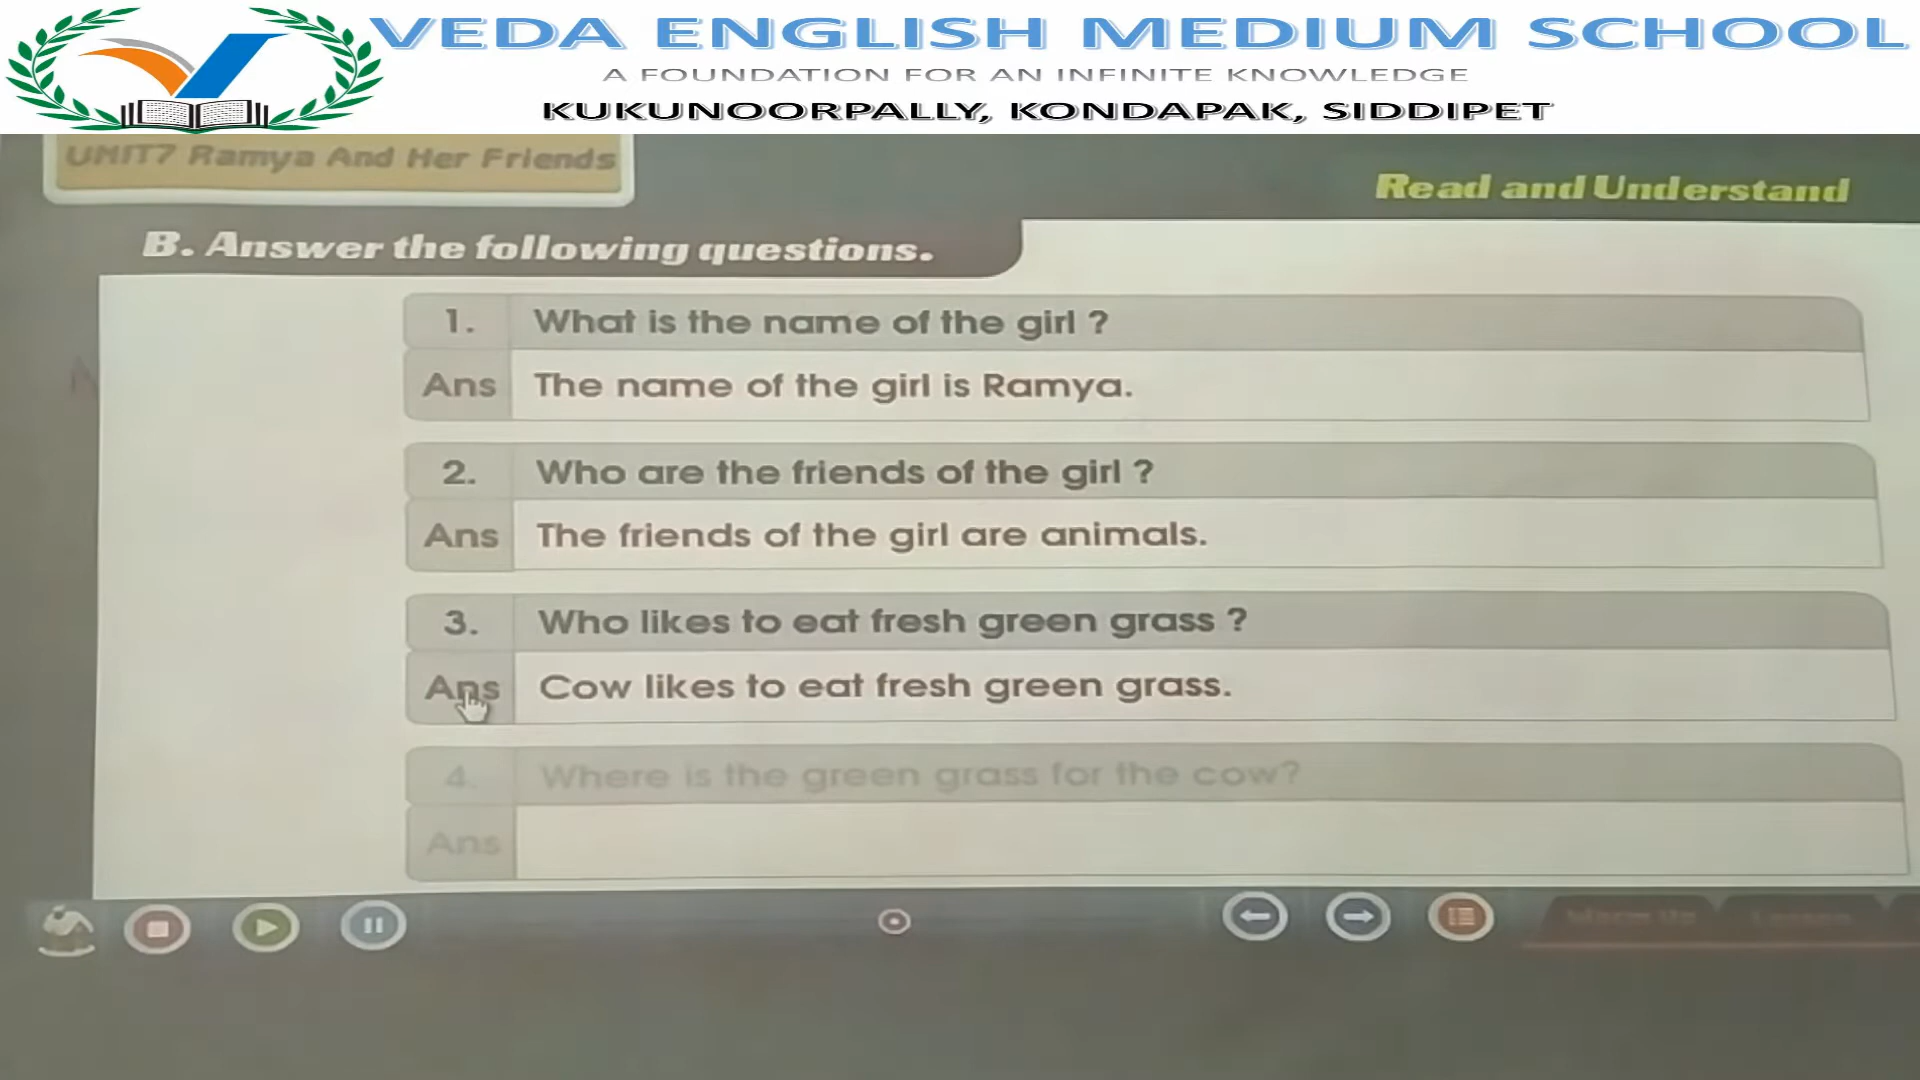 VEDA ENGLISH MEDIUM SCHOOL
A FOUNDATION FOR AN INFINITE KNOWLEDGE
KUKUNOORPALLY, KONDAPAK, SIDDIPET
UNIT7 Ramya And Her Friends
Read and Understand
B. Answer the following questions.
1. What is the name of the girl ?
Ans The name of the girl is Ramya.
2. Who are the friends of the girl ?
Ans The friends of the girl are animals.
3. Who likes to eat fresh green grass ?
Ans Cow likes to eat fresh green grass.
4. Where is the green grass for the cow?
Ans
Warm Up Lesson